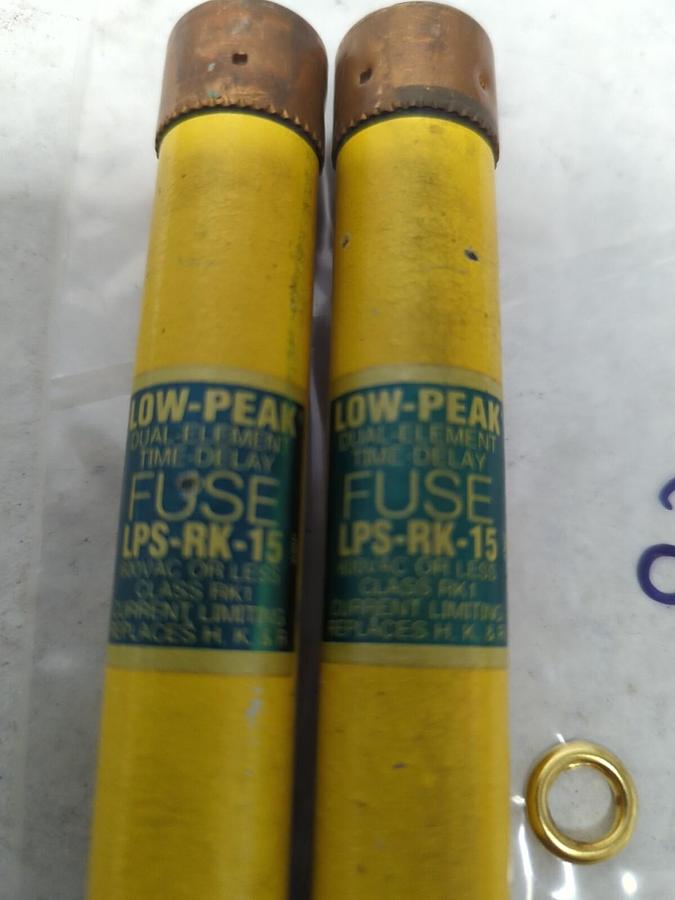 LOW-PEAK
DUAL-ELEMENT
TIME-DELAY
FUSE
LPS-RK-15
600VAC OR LESS
CLASS RK1
CURRENT LIMITING
REPLACES H, K, & R
LOW-PEAK
DUAL-ELEMENT
TIME-DELAY
FUSE
LPS-RK-15
600VAC OR LESS
CLASS RK1
CURRENT LIMITING
REPLACES H, K, & R